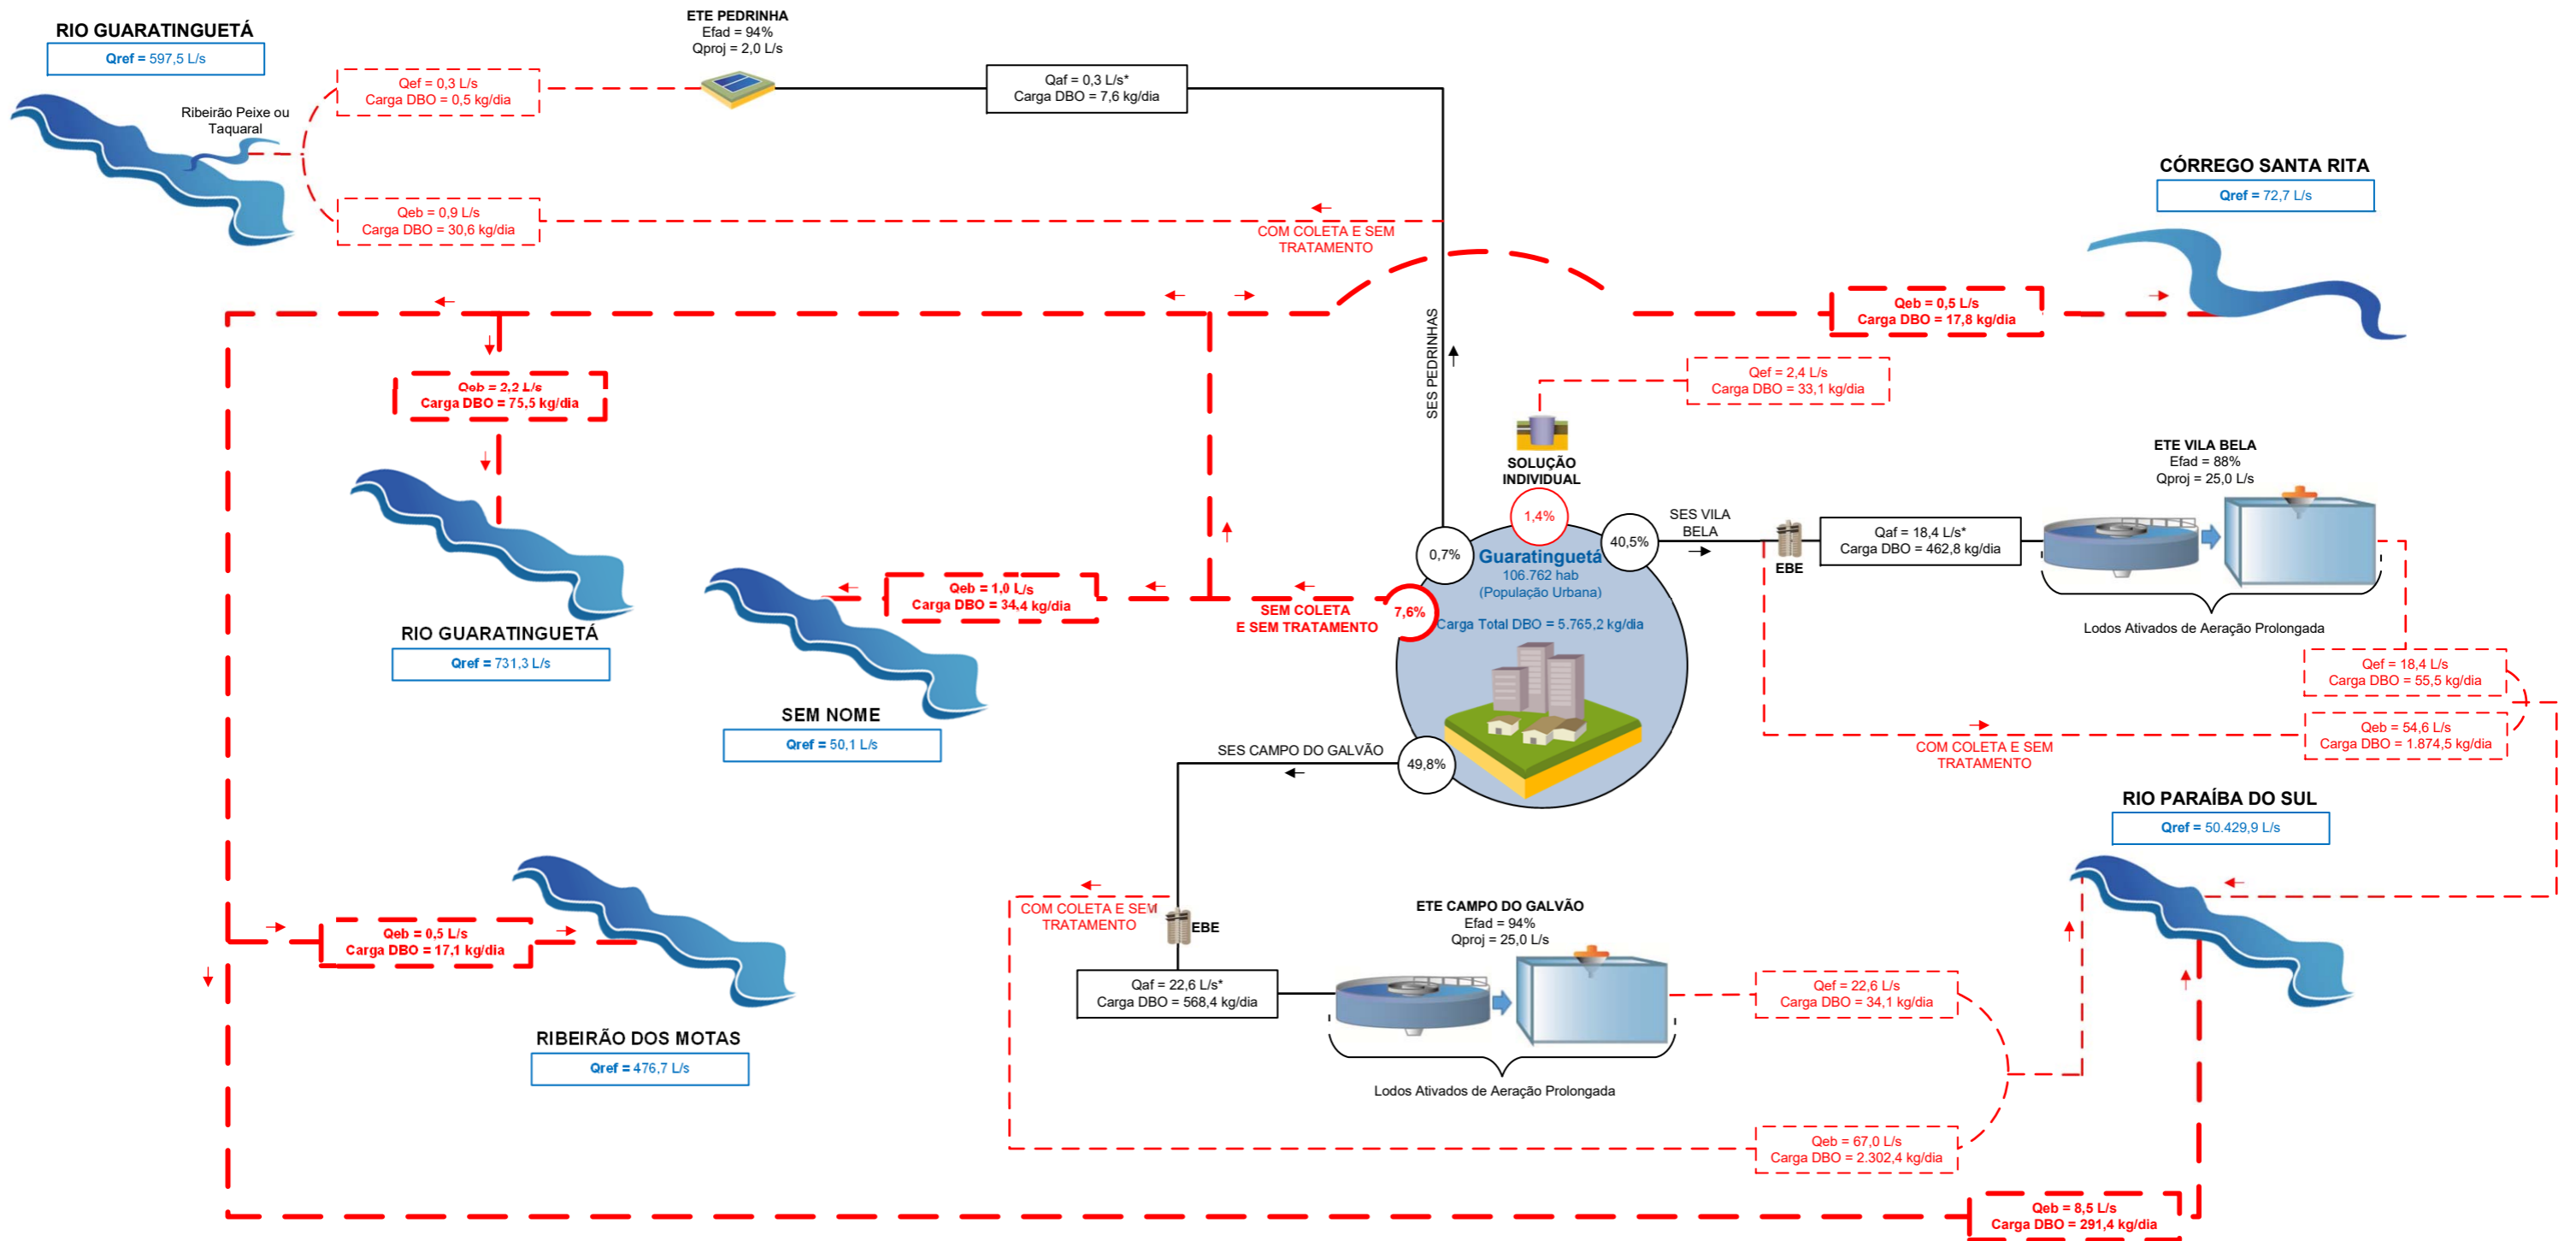 ETE PEDRINHA
Efad = 94%
Qproj = 2,0 L/s
RIO GUARATINGUETÁ
Qref = 597,5 L/s
Qef = 0,3 L/s
Carga DBO = 0,5 kg/dia
Qaf = 0,3 L/s*
Carga DBO = 7,6 kg/dia
Ribeirão Peixe ou
Taquaral
CÓRREGO SANTA RITA
Qref = 72,7 L/s
Qeb = 0,9 L/s
Carga DBO = 30,6 kg/dia
COM COLETA E SEM
TRATAMENTO
Qeb = 0,5 L/s
Carga DBO = 17,8 kg/dia
SES PEDRINHAS
Qeb = 2,2 L/s
Carga DBO = 75,5 kg/dia
Qef = 2,4 L/s
Carga DBO = 33,1 kg/dia
SOLUÇÃO
INDIVIDUAL
1,4%
ETE VILA BELA
Efad = 88%
Qproj = 25,0 L/s
SES VILA
BELA
40,5%
0,7%
Qaf = 18,4 L/s*
Carga DBO = 462,8 kg/dia
EBE
Guaratinguetá
106.762 hab
(População Urbana)
Carga Total DBO = 5.765,2 kg/dia
7,6%
SEM COLETA
E SEM TRATAMENTO
Qeb = 1,0 L/s
Carga DBO = 34,4 kg/dia
RIO GUARATINGUETÁ
Qref = 731,3 L/s
Lodos Ativados de Aeração Prolongada
Qef = 18,4 L/s
Carga DBO = 55,5 kg/dia
SEM NOME
Qref = 50,1 L/s
Qeb = 54,6 L/s
Carga DBO = 1.874,5 kg/dia
COM COLETA E SEM
TRATAMENTO
SES CAMPO DO GALVÃO
49,8%
RIO PARAÍBA DO SUL
Qref = 50.429,9 L/s
COM COLETA E SEM
TRATAMENTO
EBE
ETE CAMPO DO GALVÃO
Efad = 94%
Qproj = 25,0 L/s
Qeb = 0,5 L/s
Carga DBO = 17,1 kg/dia
Qaf = 22,6 L/s*
Carga DBO = 568,4 kg/dia
Qef = 22,6 L/s
Carga DBO = 34,1 kg/dia
RIBEIRÃO DOS MOTAS
Qref = 476,7 L/s
Lodos Ativados de Aeração Prolongada
Qeb = 67,0 L/s
Carga DBO = 2.302,4 kg/dia
Qeb = 8,5 L/s
Carga DBO = 291,4 kg/dia